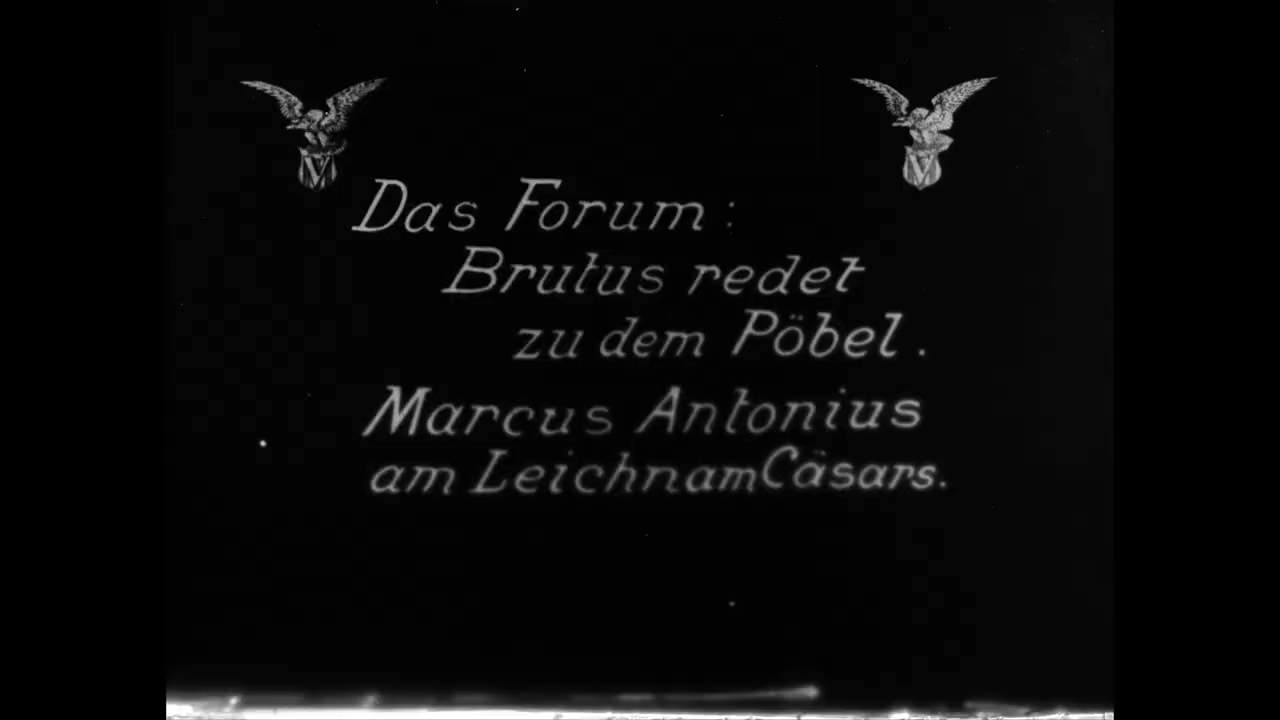 V V
Das Forum :
Brutus redet
zu dem Pöbel .
Marcus Antonius
am Leichnam Cäsars.